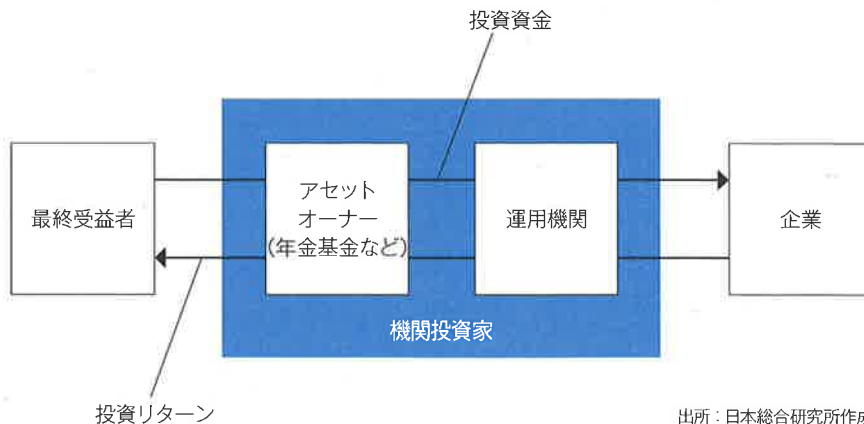 投資資金
最終受益者
アセット
オーナー
(年金基金など)
運用機関
企業
機関投資家
投資リターン
出所：日本総合研究所作成